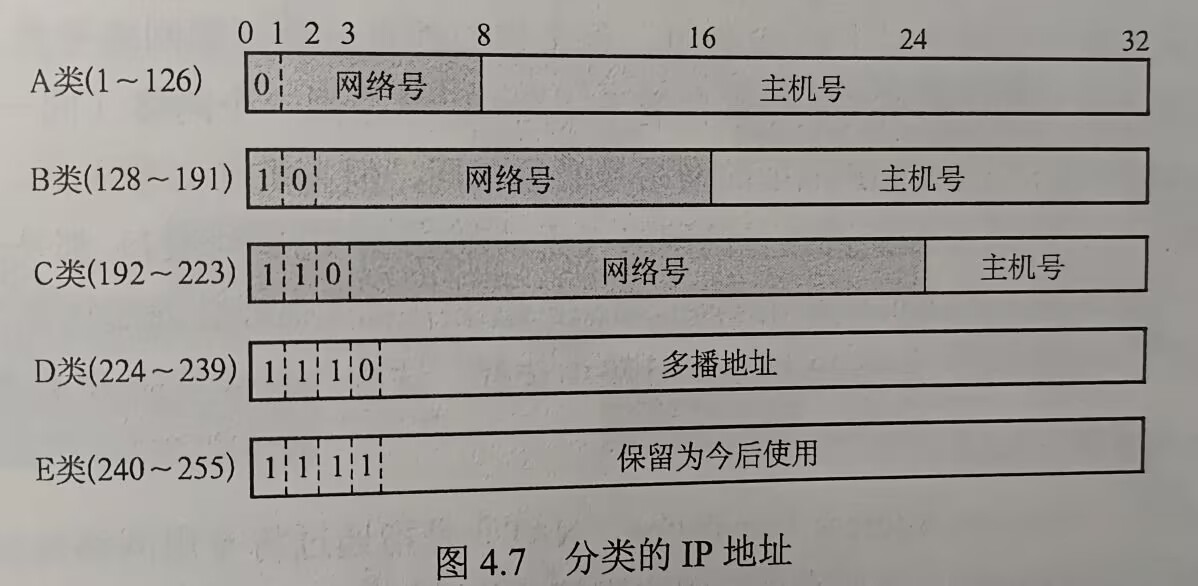 0 1 2 3 8 16 24 32
A类(1～126) 0 网络号 主机号
B类(128～191) 1 0 网络号 主机号
C类(192～223) 1 1 0 网络号 主机号
D类(224～239) 1 1 1 0 多播地址
E类(240～255) 1 1 1 1 保留为今后使用
图 4.7 分类的 IP 地址